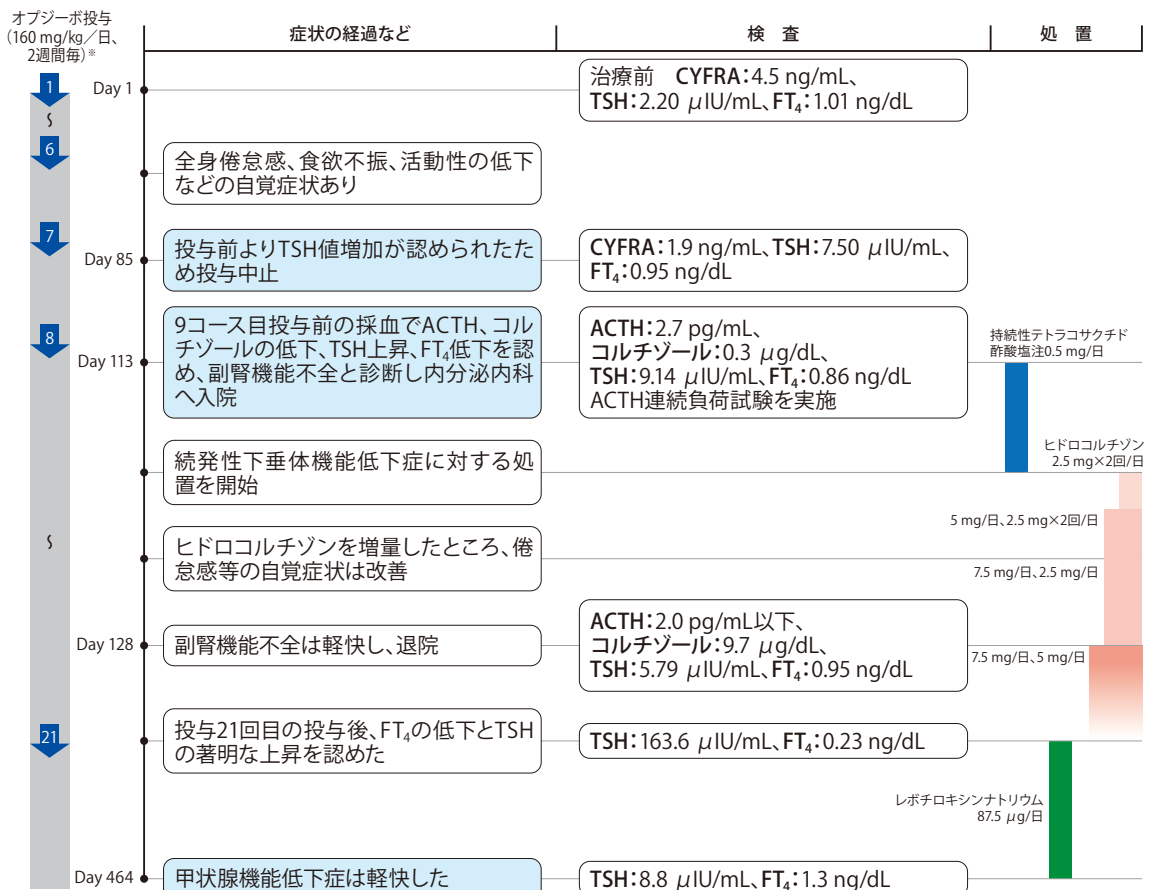 オプジーボ投与
(160 mg/kg／日、
2週間毎)※
症状の経過など
検　査
処　置
1
Day 1
治療前　CYFRA：4.5 ng/mL、
TSH：2.20 μIU/mL、FT₄：1.01 ng/dL
〜
6
全身倦怠感、食欲不振、活動性の低下
などの自覚症状あり
7
Day 85
投与前よりTSH値増加が認められたた
め投与中止
CYFRA：1.9 ng/mL、TSH：7.50 μIU/mL、
FT₄：0.95 ng/dL
8
Day 113
9コース目投与前の採血でACTH、コル
チゾールの低下、TSH上昇、FT₄低下を認
め、副腎機能不全と診断し内分泌内科
へ入院
ACTH：2.7 pg/mL、
コルチゾール：0.3 μg/dL、
TSH：9.14 μIU/mL、FT₄：0.86 ng/dL
ACTH連続負荷試験を実施
持続性テトラコサクチド
酢酸塩注0.5 mg/日
続発性下垂体機能低下症に対する処
置を開始
ヒドロコルチゾン
2.5 mg×2回/日
5 mg/日、2.5 mg×2回/日
〜
ヒドロコルチゾンを増量したところ、倦
怠感等の自覚症状は改善
7.5 mg/日、2.5 mg/日
Day 128
副腎機能不全は軽快し、退院
ACTH：2.0 pg/mL以下、
コルチゾール：9.7 μg/dL、
TSH：5.79 μIU/mL、FT₄：0.95 ng/dL
7.5 mg/日、5 mg/日
21
投与21回目の投与後、FT₄の低下とTSH
の著明な上昇を認めた
TSH：163.6 μIU/mL、FT₄：0.23 ng/dL
レボチロキシンナトリウム
87.5 μg/日
Day 464
甲状腺機能低下症は軽快した
TSH：8.8 μIU/mL、FT₄：1.3 ng/dL